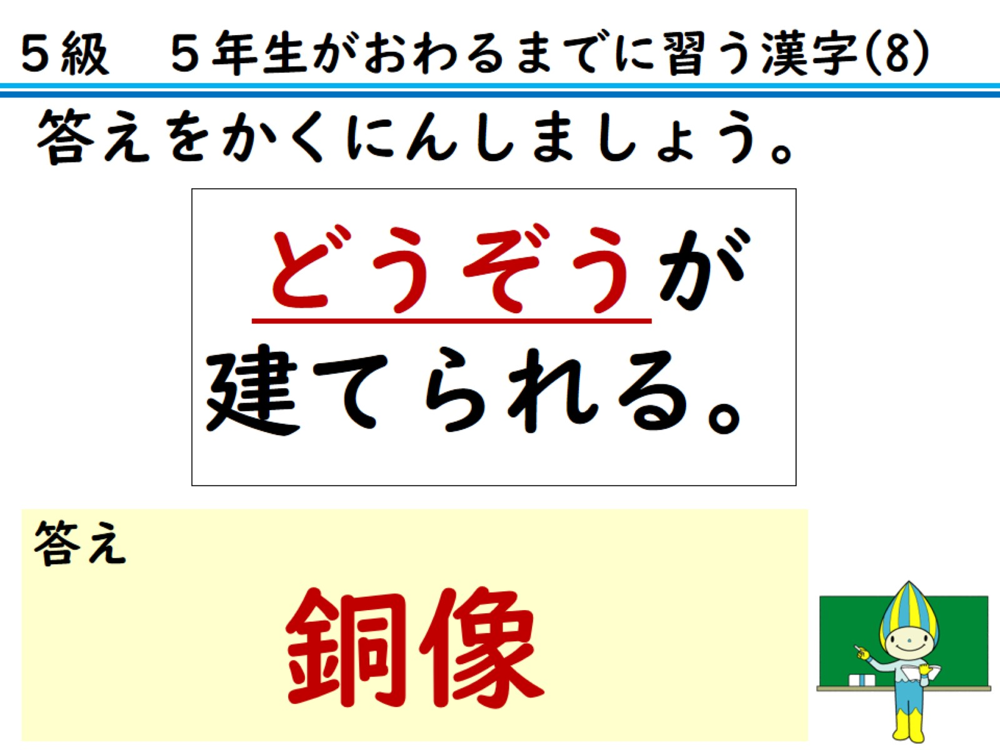 ５級　５年生がおわるまでに習う漢字(8)
答えをかくにんしましょう。
どうぞうが
建てられる。
答え
銅像